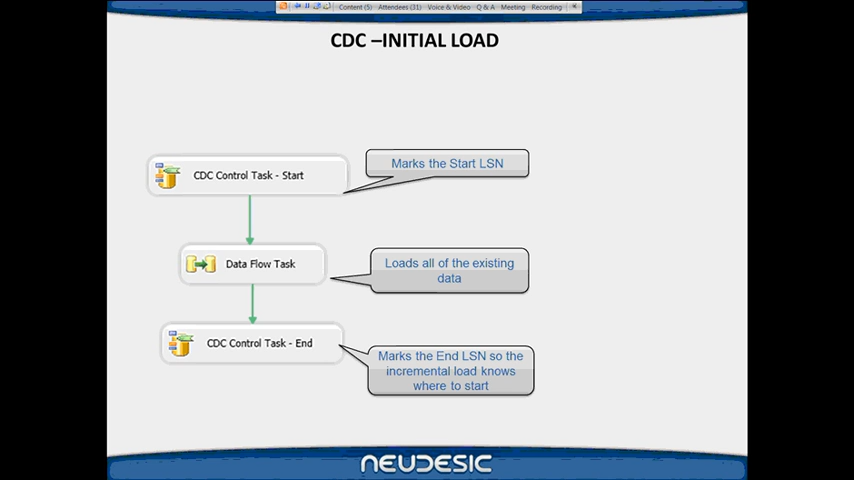 Content (5) Attendees (31) Voice & Video Q & A Meeting Recording
CDC –INITIAL LOAD
CDC Control Task - Start
Marks the Start LSN
Data Flow Task
Loads all of the existing
data
CDC Control Task - End
Marks the End LSN so the
incremental load knows
where to start
NEUDESIC